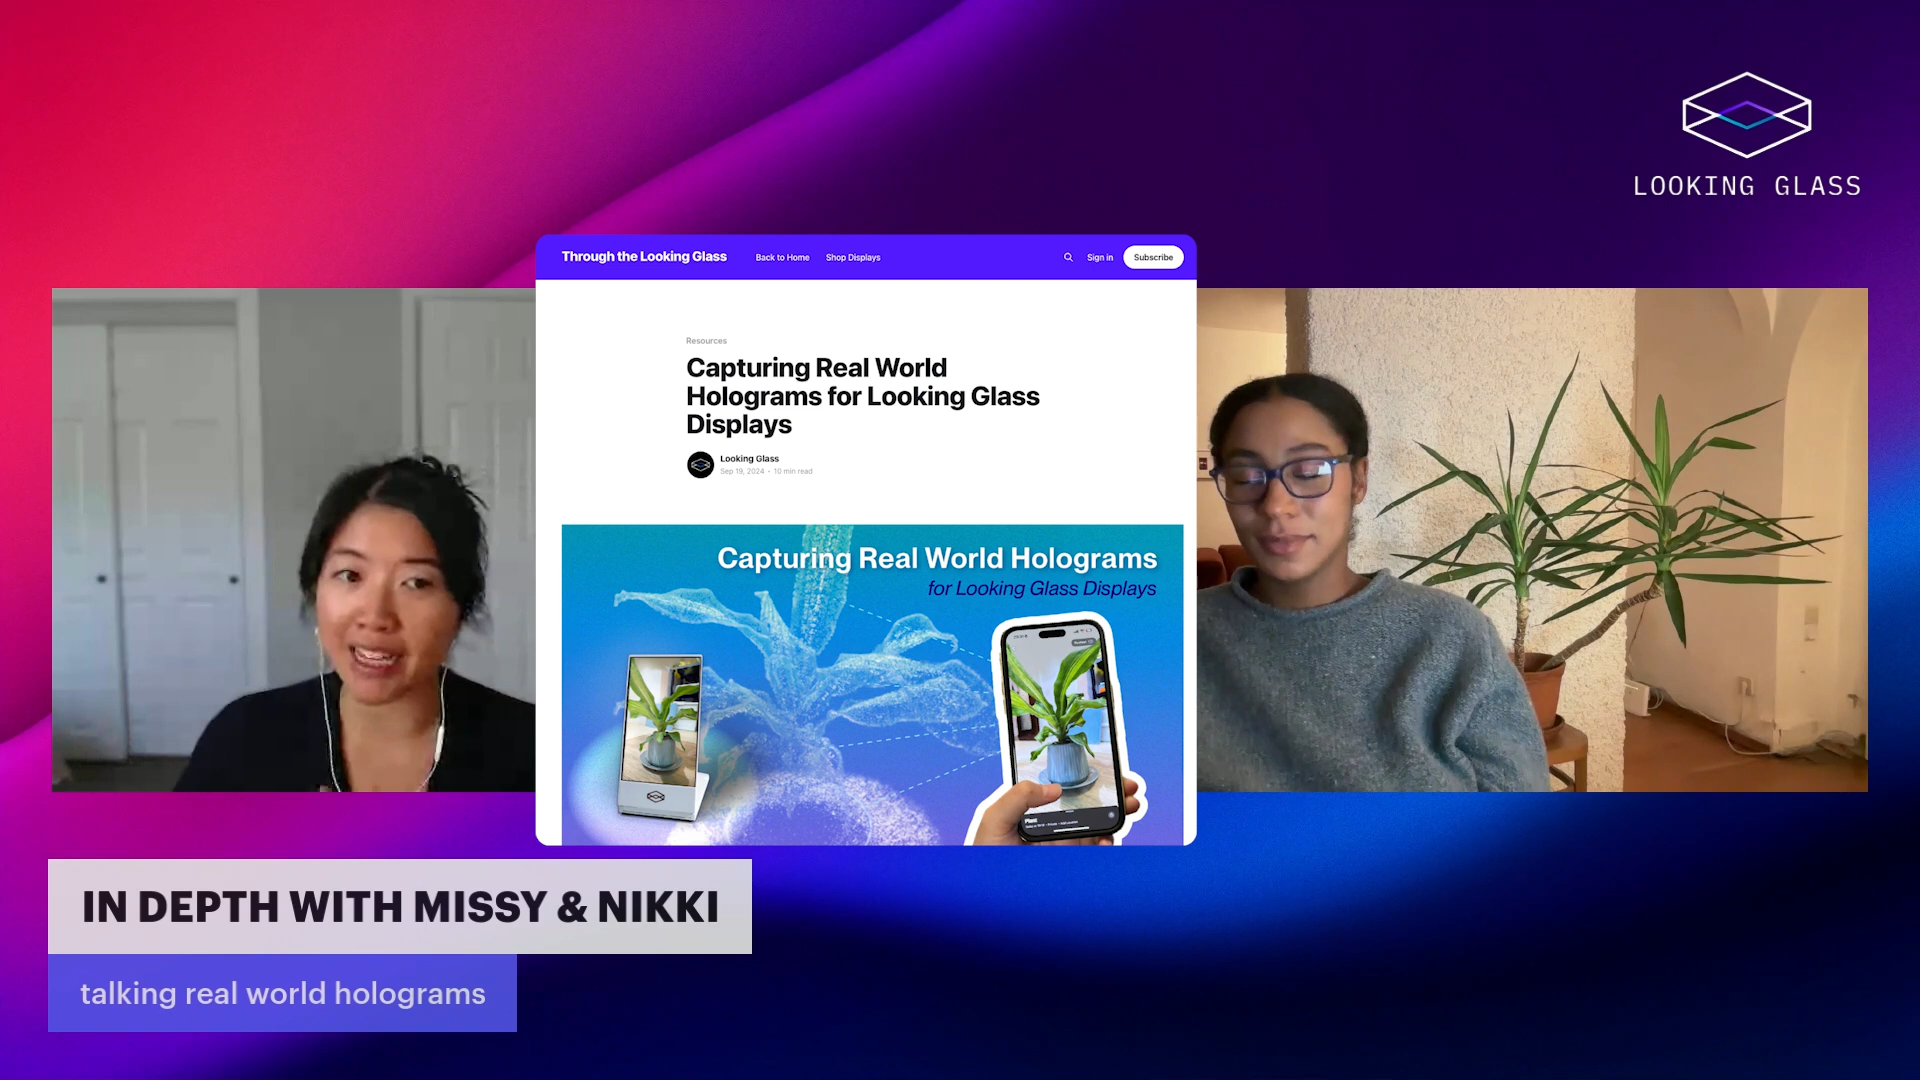 LOOKING GLASS
Through the Looking Glass
Back to Home
Shop Displays
Sign in
Subscribe
Resources
Capturing Real World
Holograms for Looking Glass
Displays
Looking Glass
Sep 19, 2024 • 10 min read
Capturing Real World Holograms
for Looking Glass Displays
Plant
IN DEPTH WITH MISSY & NIKKI
talking real world holograms